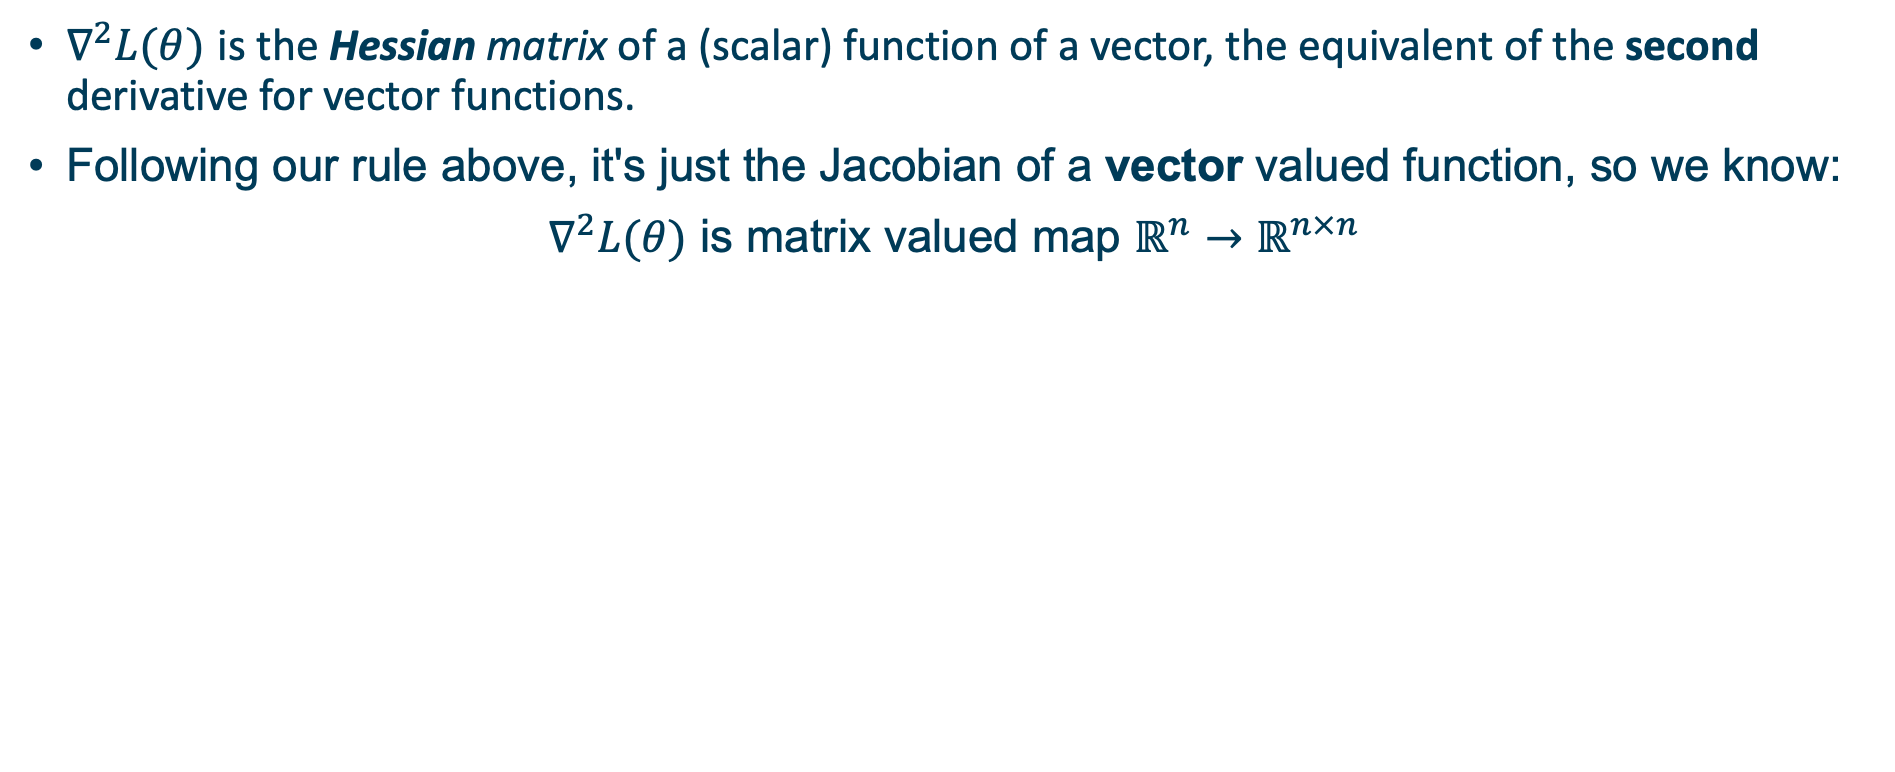 • ∇²L(θ) is the Hessian matrix of a (scalar) function of a vector, the equivalent of the second
derivative for vector functions.
• Following our rule above, it's just the Jacobian of a vector valued function, so we know:
∇²L(θ) is matrix valued map ℝⁿ → ℝⁿ×ⁿ